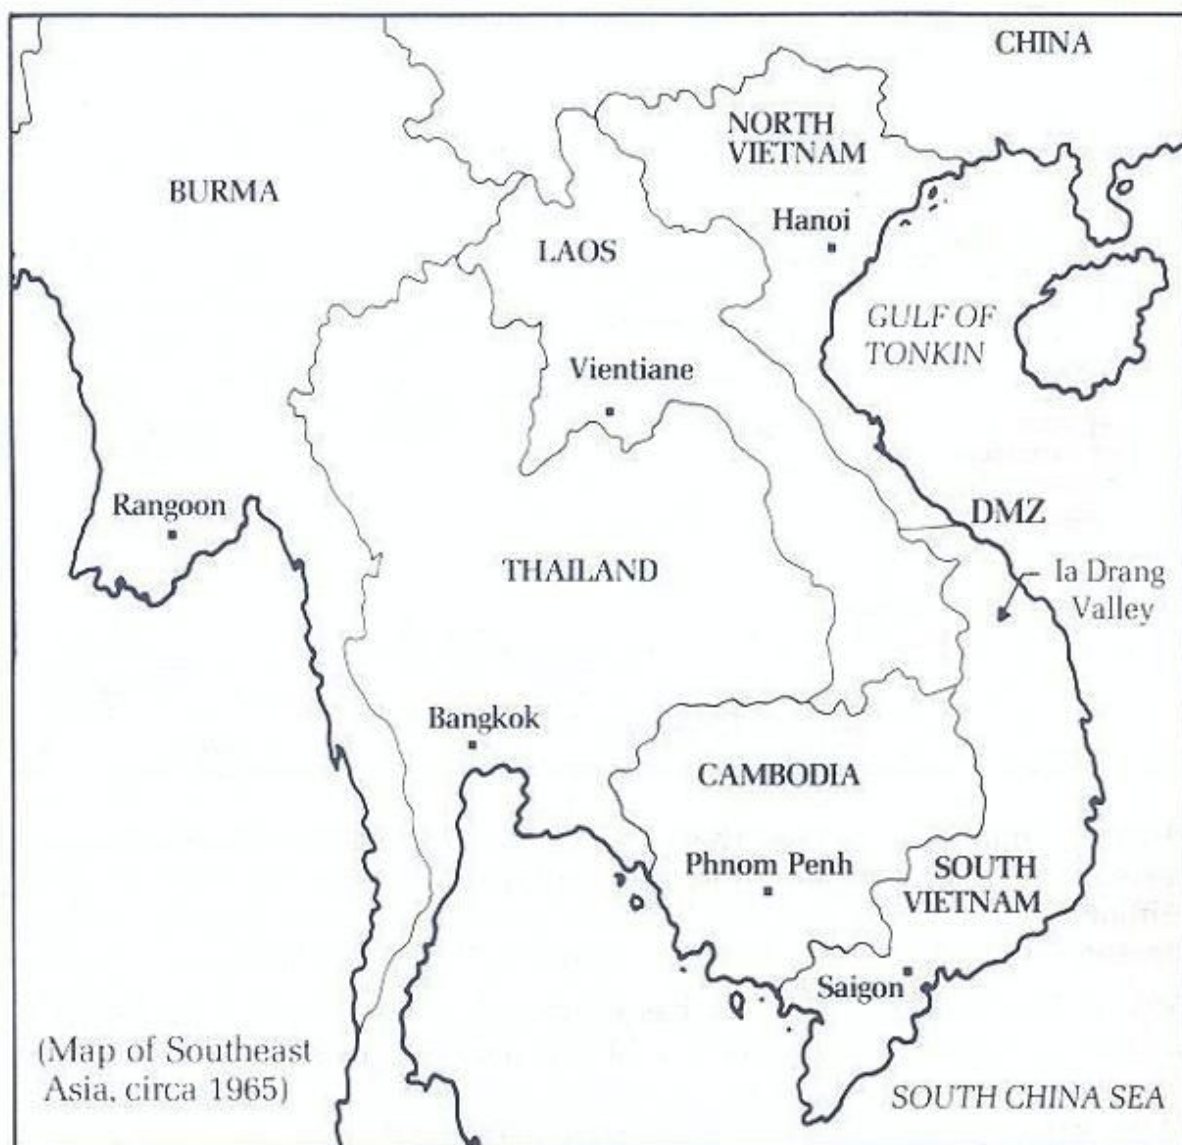 CHINA
NORTH
VIETNAM
BURMA
Hanoi
LAOS
GULF OF
TONKIN
Vientiane
Rangoon
DMZ
THAILAND
Ia Drang
Valley
Bangkok
CAMBODIA
Phnom Penh
SOUTH
VIETNAM
Saigon
(Map of Southeast
Asia, circa 1965)
SOUTH CHINA SEA